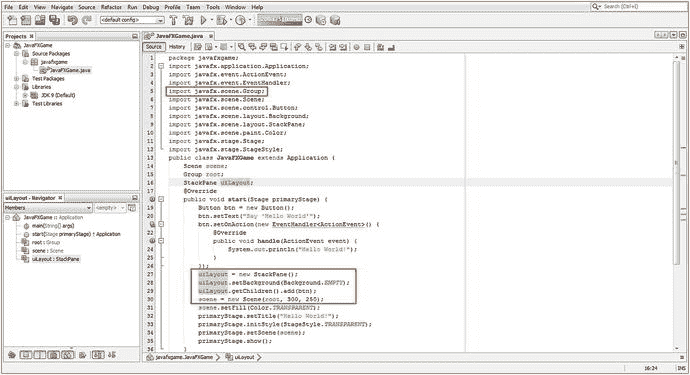 File Edit View Navigate Source Refactor Run Debug Profile Team Tools Window Help
Search (Ctrl+I)
<default config>
Projects
JavaFXGame
Source Packages
javafxgame
JavaFXGame.java
Test Packages
Libraries
JDK 9 (Default)
Test Libraries
uiLayout - Navigator
Members
<empty>
JavaFXGame :: Application
main(String[] args)
start(Stage primaryStage) ↑ Application
root : Group
scene : Scene
uiLayout : StackPane
JavaFXGame.java
Source History
1 package javafxgame;
2 import javafx.application.Application;
3 import javafx.event.ActionEvent;
4 import javafx.event.EventHandler;
5 import javafx.scene.Group;
6 import javafx.scene.Scene;
7 import javafx.scene.control.Button;
8 import javafx.scene.layout.Background;
9 import javafx.scene.layout.StackPane;
10 import javafx.scene.paint.Color;
11 import javafx.stage.Stage;
12 import javafx.stage.StageStyle;
13 public class JavaFXGame extends Application {
14 Scene scene;
15 Group root;
16 StackPane uiLayout;
17 @Override
public void start(Stage primaryStage) {
19 Button btn = new Button();
20 btn.setText("Say 'Hello World'");
btn.setOnAction(new EventHandler<ActionEvent>() {
22 @Override
public void handle(ActionEvent event) {
24 System.out.println("Hello World!");
25 }
26 });
27 uiLayout = new StackPane();
28 uiLayout.setBackground(Background.EMPTY);
29 uiLayout.getChildren().add(btn);
30 scene = new Scene(root, 300, 250);
31 scene.setFill(Color.TRANSPARENT);
32 primaryStage.setTitle("Hello World!");
33 primaryStage.initStyle(StageStyle.TRANSPARENT);
34 primaryStage.setScene(scene);
35 primaryStage.show();
36 }
javafxgame.JavaFXGame
uiLayout
16:24
INS